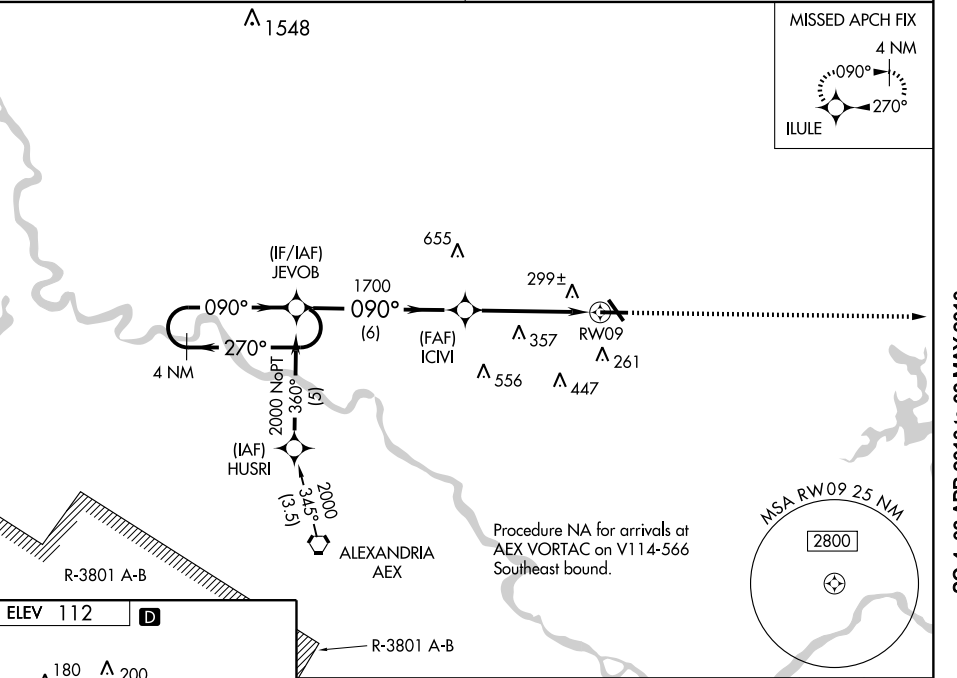 1548
MISSED APCH FIX
4 NM
090°
270°
ILULE
(IF/IAF)
JEVOB
655
1700
090°
090°
(6)
299±
(FAF)
ICIVI
RW09
357
261
270°
4 NM
556
447
2000 NoPT
360°
(5)
(IAF)
HUSRI
2000
345°
(3.5)
ALEXANDRIA
AEX
Procedure NA for arrivals at
AEX VORTAC on V114-566
Southeast bound.
MSA RW09 25 NM
2800
R-3801 A-B
ELEV 112
D
R-3801 A-B
180
200